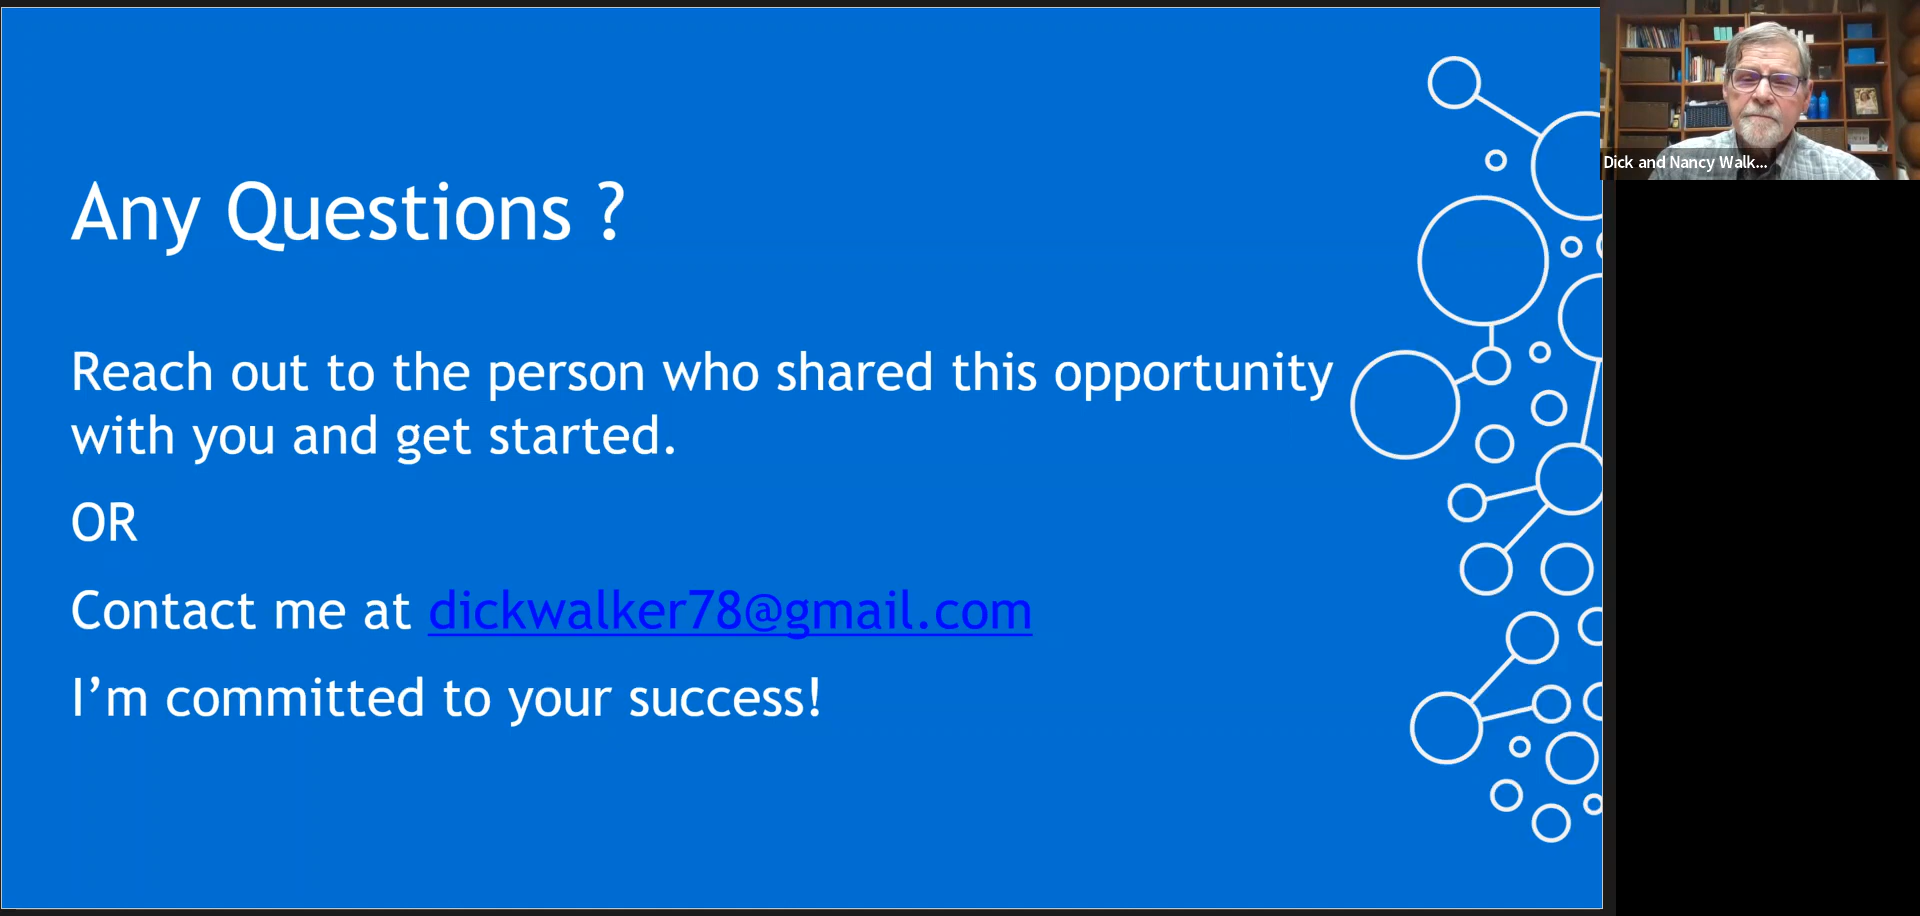 Any Questions ?
Reach out to the person who shared this opportunity
with you and get started.
OR
Contact me at dickwalker78@gmail.com
I’m committed to your success!
Dick and Nancy Walk...